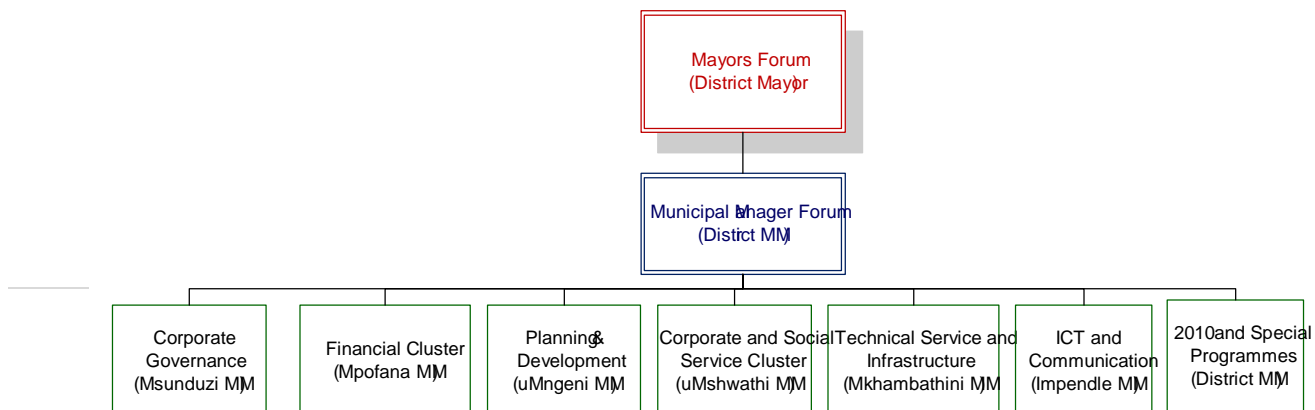 Mayors Forum
(District Mayor)
Municipal Manager Forum
(District MM)
Corporate
Governance
(Msunduzi MM)
Financial Cluster
(Mpofana MM)
Planning &
Development
(uMngeni MM)
Corporate and Social
Service Cluster
(uMshwathi MM)
Technical Service and
Infrastructure
(Mkhambathini MM)
ICT and
Communication
(Impendle MM)
2010 and Special
Programmes
(District MM)